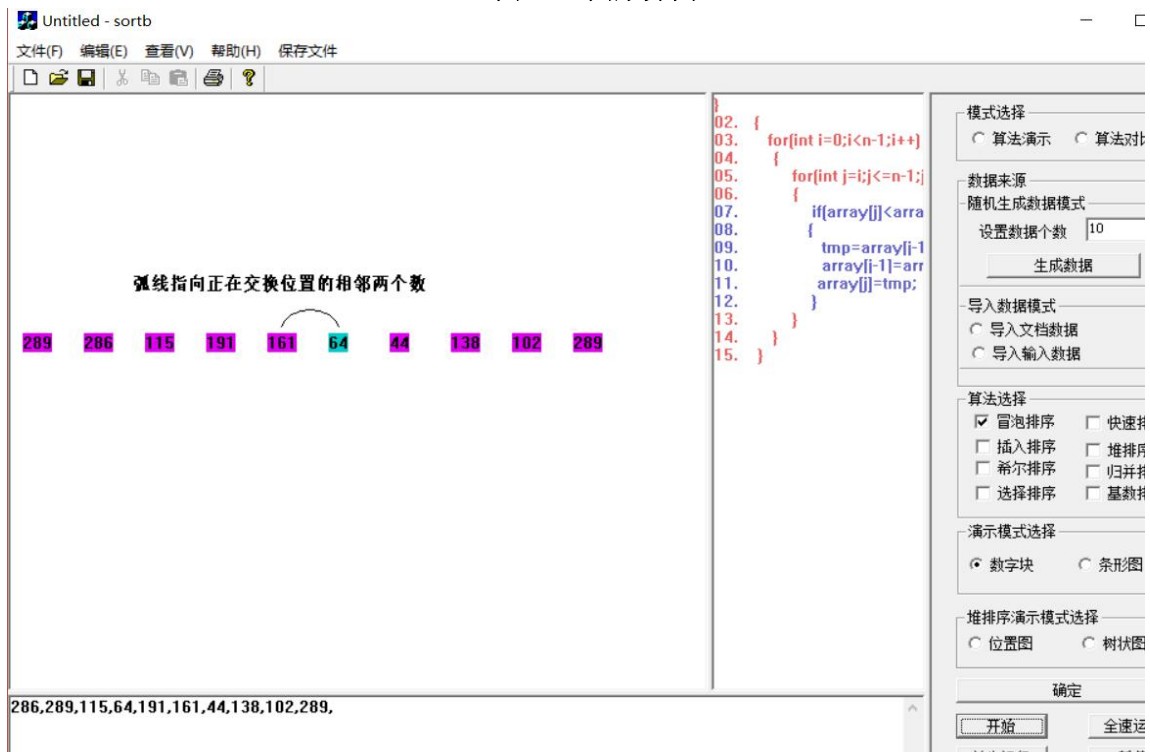 Untitled - sortb
文件(F) 编辑(E) 查看(V) 帮助(H) 保存文件
弧线指向正在交换位置的相邻两个数
289 286 115 191 161 64 44 138 102 289
}
02. {
03. for(int i=0;i<n-1;i++)
04. {
05. for(int j=i;j<=n-1;j
06. {
07. if(array[j]<arra
08. {
09. tmp=array[j-1
10. array[j-1]=arr
11. array[j]=tmp;
12. }
13. }
14. }
15. }
模式选择
算法演示 算法对比
数据来源
随机生成数据模式
设置数据个数 10
生成数据
导入数据模式
导入文档数据
导入输入数据
算法选择
冒泡排序 快速排
插入排序 堆排序
希尔排序 归并排
选择排序 基数排
演示模式选择
数字块 条形图
堆排序演示模式选择
位置图 树状图
确定
开始 全速运
286,289,115,64,191,161,44,138,102,289,